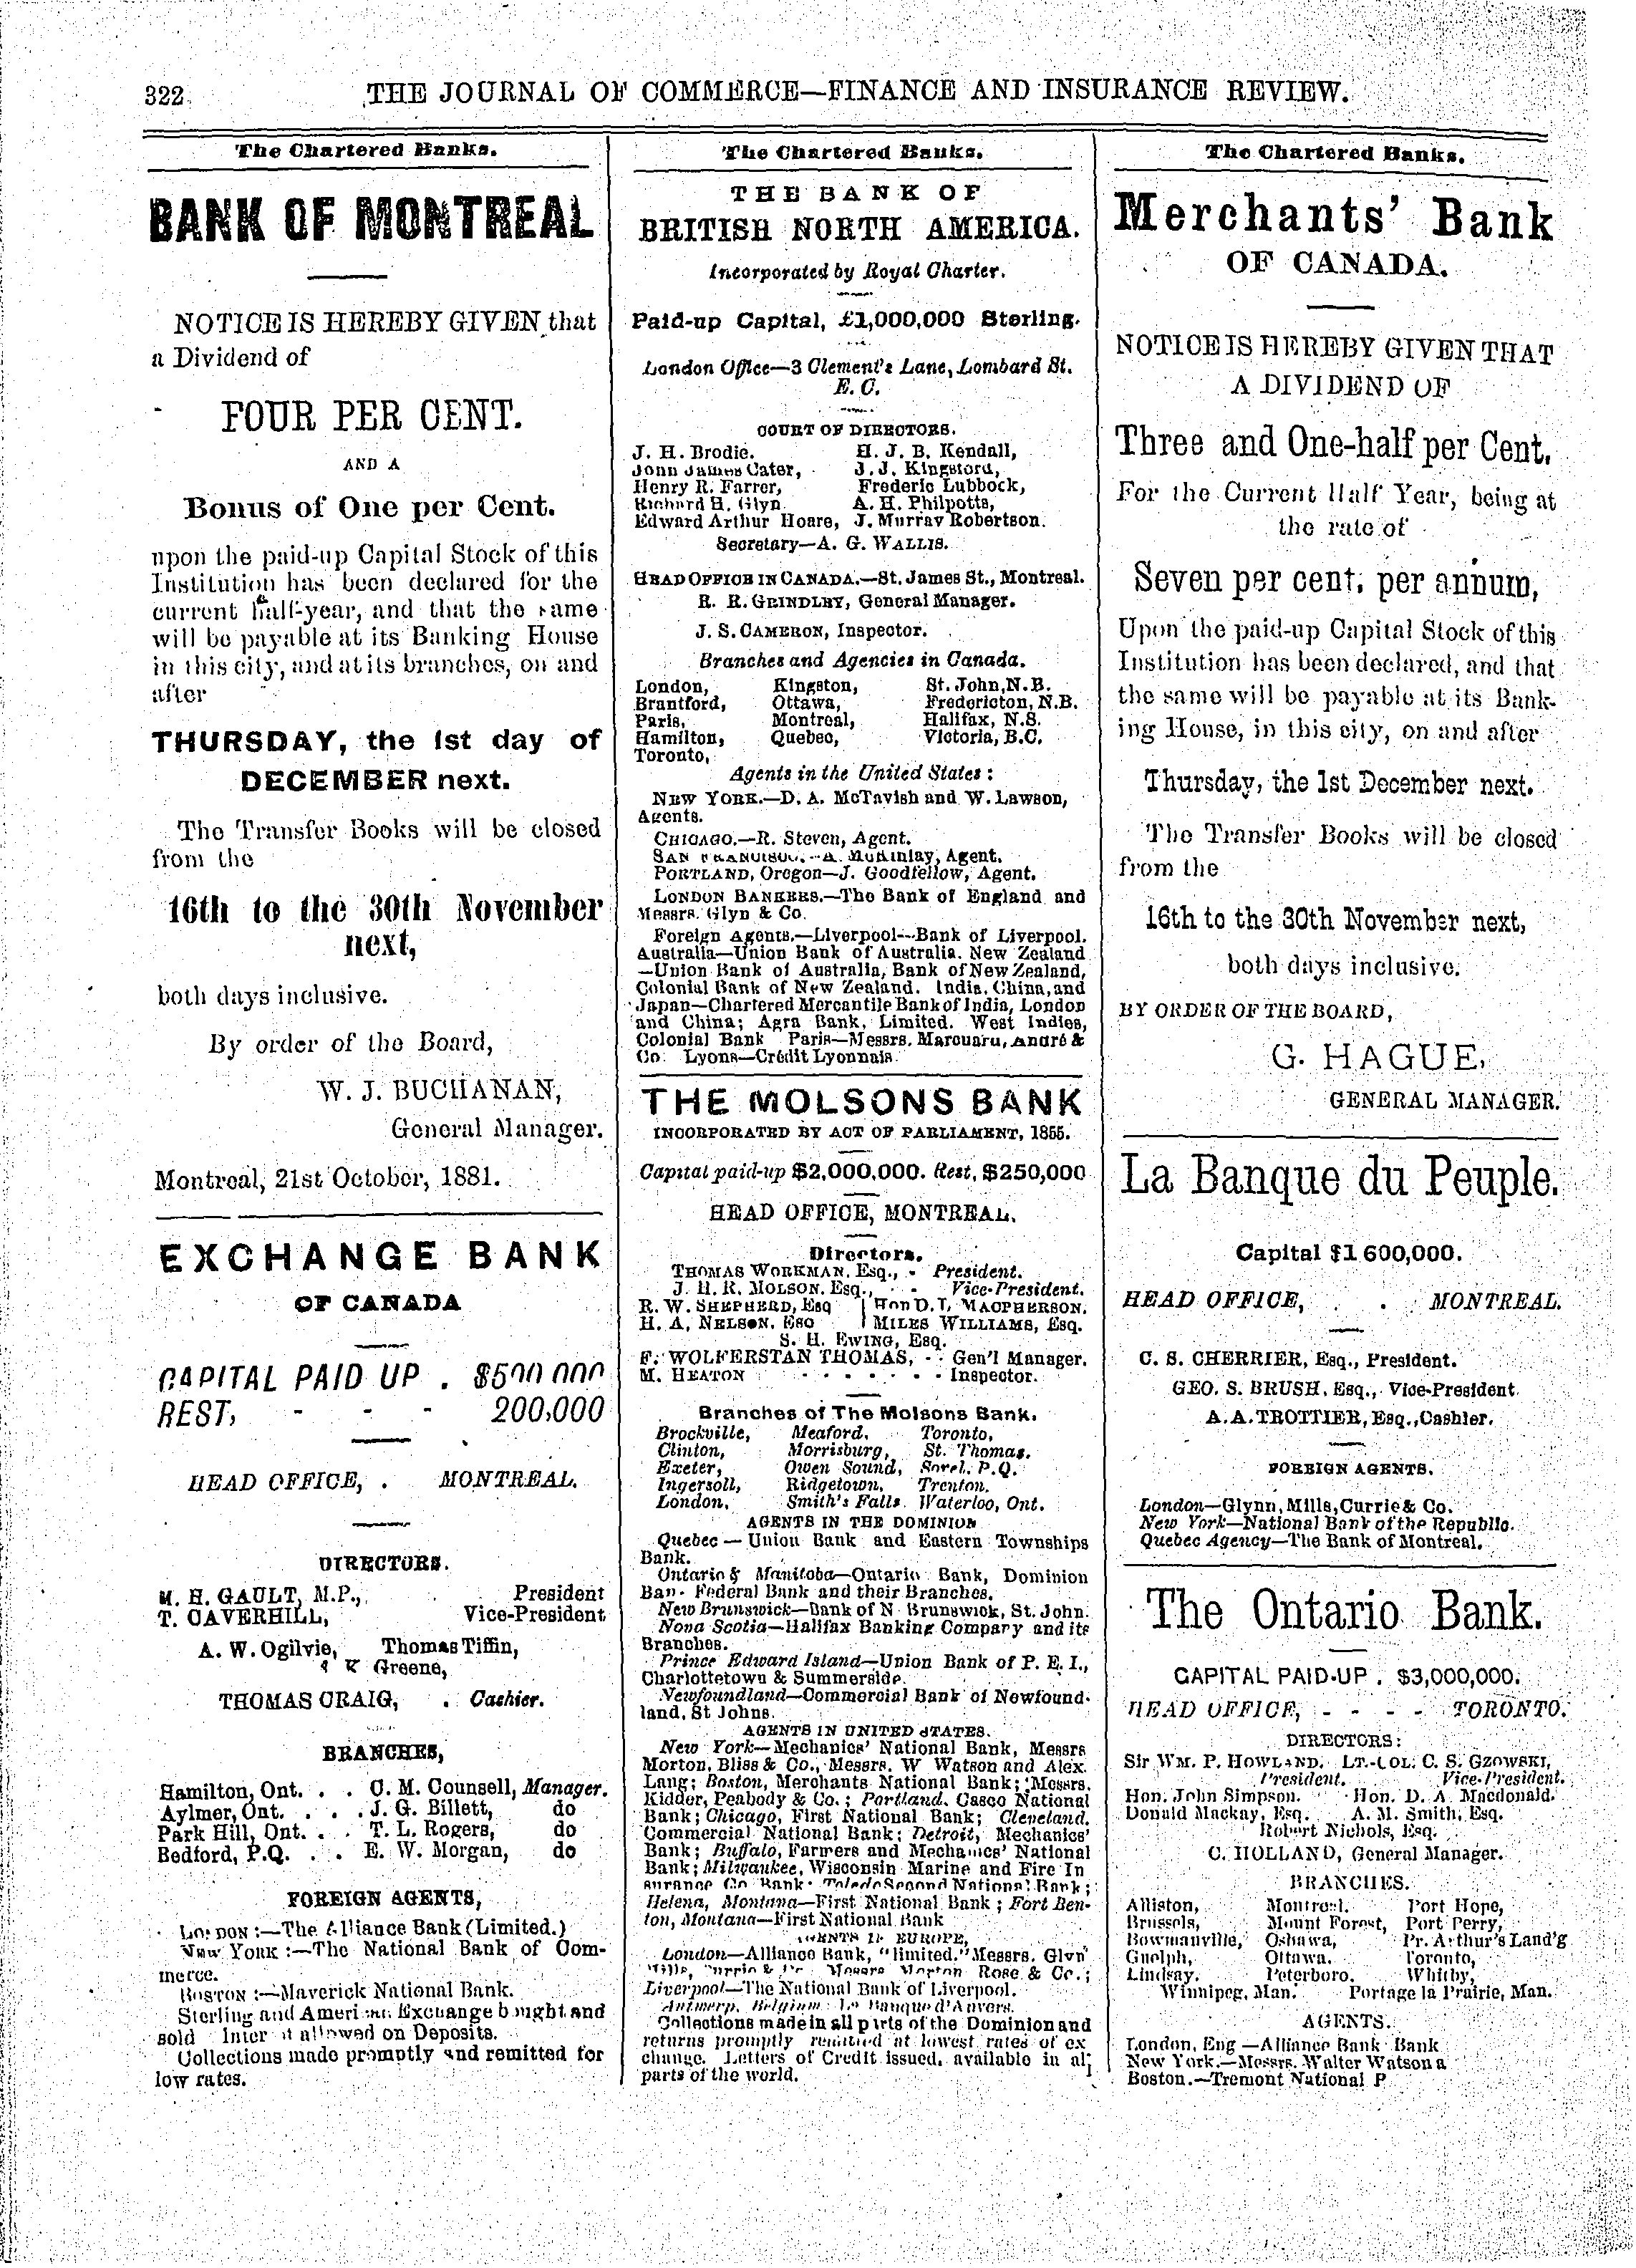 322
THE JOURNAL OF COMMERCE—FINANCE AND INSURANCE REVIEW.
The Chartered Banks.
BANK OF MONTREAL
NOTICE IS HEREBY GIVEN that
a Dividend of
FOUR PER CENT.
AND A
Bonus of One per Cent.
upon the paid-up Capital Stock of this
Institution has been declared for the
current half-year, and that the same
will be payable at its Banking House
in this city, and at its branches, on and
after
THURSDAY, the 1st day of
DECEMBER next.
The Transfer Books will be closed
from the
16th to the 30th November
next,
both days inclusive.
By order of the Board,
W. J. BUCHANAN,
General Manager.
Montreal, 21st October, 1881.
EXCHANGE BANK
OF CANADA
CAPITAL PAID UP . $500 000
REST, - - - 200,000
HEAD OFFICE, . MONTREAL.
DIRECTORS.
M. H. GAULT, M.P., President
T. CAVERHILL, Vice-President
A. W. Ogilvie, Thomas Tiffin,
Greene,
THOMAS CRAIG, . Cashier.
BRANCHES,
Hamilton, Ont. . . C. M. Counsell, Manager.
Aylmer, Ont. . . . J. G. Billett, do
Park Hill, Ont. . . T. L. Rogers, do
Bedford, P.Q. . . E. W. Morgan, do
FOREIGN AGENTS,
LONDON:—The Alliance Bank (Limited.)
NEW YORK:—The National Bank of Com-
merce.
BOSTON:—Maverick National Bank.
Sterling and American Exchange bought and
sold Interest allowed on Deposits.
Collections made promptly and remitted for
low rates.
The Chartered Banks.
THE BANK OF
BRITISH NORTH AMERICA.
Incorporated by Royal Charter.
Paid-up Capital, £1,000,000 Sterling.
London Office—3 Clement's Lane, Lombard St.
E. C.
COURT OF DIRECTORS.
J. H. Brodie. H. J. B. Kendall,
John James Cater, J. J. Kingsford,
Henry R. Farrer, Frederic Lubbock,
Richard H. Glyn. A. H. Philpotts,
Edward Arthur Hoare, J. Murray Robertson.
Secretary—A. G. WALLIS.
HEAD OFFICE IN CANADA.—St. James St., Montreal.
R. R. GRINDLEY, General Manager.
J. S. CAMERON, Inspector.
Branches and Agencies in Canada.
London, Kingston, St. John, N.B.
Brantford, Ottawa, Fredericton, N.B.
Paris, Montreal, Halifax, N.S.
Hamilton, Quebec, Victoria, B.C.
Toronto,
Agents in the United States:
NEW YORK.—D. A. McTavish and W. Lawson,
Agents.
CHICAGO.—R. Steven, Agent.
SAN FRANCISCO.—A. McKinlay, Agent.
PORTLAND, Oregon—J. Goodfellow, Agent.
LONDON BANKERS.—The Bank of England and
Messrs. Glyn & Co.
Foreign Agents.—Liverpool—Bank of Liverpool.
Australia—Union Bank of Australia. New Zealand
—Union Bank of Australia, Bank of New Zealand,
Colonial Bank of New Zealand. India, China, and
Japan—Chartered Mercantile Bank of India, London
and China; Agra Bank, Limited. West Indies,
Colonial Bank Paris—Messrs. Marcuard, André &
Co. Lyons—Crédit Lyonnais.
THE MOLSONS BANK
INCORPORATED BY ACT OF PARLIAMENT, 1855.
Capital paid-up $2,000,000. Rest, $250,000
HEAD OFFICE, MONTREAL.
Directors.
THOMAS WORKMAN, Esq., - President.
J. H. R. MOLSON, Esq., - - Vice-President.
R. W. SHEPHERD, Esq Hon D. L. MACPHERSON.
H. A. NELSON, Esq MILES WILLIAMS, Esq.
S. H. EWING, Esq.
F. WOLFERSTAN THOMAS, - - Gen'l Manager.
M. HEATON - - - - - - - Inspector.
Branches of The Molsons Bank.
Brockville, Meaford, Toronto,
Clinton, Morrisburg, St. Thomas,
Exeter, Owen Sound, Sorel, P.Q.
Ingersoll, Ridgetown, Trenton.
London, Smith's Falls. Waterloo, Ont.
AGENTS IN THE DOMINION
Quebec—Union Bank and Eastern Townships
Bank.
Ontario & Manitoba—Ontario Bank, Dominion
Ban- Federal Bank and their Branches.
New Brunswick—Bank of N Brunswick, St. John.
Nova Scotia—Halifax Banking Company and its
Branches.
Prince Edward Island—Union Bank of P. E. I.,
Charlottetown & Summerside.
Newfoundland—Commercial Bank of Newfound-
land, St Johns.
AGENTS IN UNITED STATES.
New York—Mechanics' National Bank, Messrs
Morton, Bliss & Co., Messrs. W Watson and Alex.
Lang; Boston, Merchants National Bank; Messrs.
Kidder, Peabody & Co.; Portland, Casco National
Bank; Chicago, First National Bank; Cleveland,
Commercial National Bank; Detroit, Mechanics'
Bank; Buffalo, Farmers and Mechanics' National
Bank; Milwaukee, Wisconsin Marine and Fire In
surance Co Bank; Toledo Second National Bank;
Helena, Montana—First National Bank; Fort Ben-
ton, Montana—First National Bank
AGENTS IN EUROPE,
London—Alliance Bank, "limited." Messrs. Glyn
Mills, Currie & Co Messrs Morton Rose & Co.;
Liverpool—The National Bank of Liverpool.
Antwerp, Belgium: La Banque d'Anvers.
Collections made in all parts of the Dominion and
returns promptly remitted at lowest rates of ex
change. Letters of Credit issued, available in all
parts of the world.
The Chartered Banks.
Merchants' Bank
OF CANADA.
NOTICE IS HEREBY GIVEN THAT
A DIVIDEND OF
Three and One-half per Cent.
For the Current Half Year, being at
the rate of
Seven per cent. per annum,
Upon the paid-up Capital Stock of this
Institution has been declared, and that
the same will be payable at its Bank-
ing House, in this city, on and after
Thursday, the 1st December next.
The Transfer Books will be closed
from the
16th to the 30th November next,
both days inclusive.
BY ORDER OF THE BOARD,
G. HAGUE,
GENERAL MANAGER.
La Banque du Peuple.
Capital $1 600,000.
HEAD OFFICE, . . MONTREAL.
C. S. CHERRIER, Esq., President.
GEO. S. BRUSH, Esq., Vice-President
A. A. TROTTIER, Esq., Cashier.
FOREIGN AGENTS.
London—Glynn, Mills, Currie & Co.
New York—National Bank of the Republic.
Quebec Agency—The Bank of Montreal.
The Ontario Bank.
CAPITAL PAID-UP . $3,000,000.
HEAD OFFICE, - - - - TORONTO.
DIRECTORS:
Sir WM. P. HOWLAND, LT.-COL. C. S. GZOWSKI,
President. Vice-President.
Hon. John Simpson. Hon. D. A. Macdonald.
Donald Mackay, Esq. A. M. Smith, Esq.
Robert Nichols, Esq.
C. HOLLAND, General Manager.
BRANCHES.
Alliston, Montreal. Port Hope,
Brussels, Mount Forest, Port Perry,
Bowmanville, Oshawa, Pr. Arthur's Land'g
Guelph, Ottawa. Toronto,
Lindsay. Peterboro. Whitby,
Winnipeg, Man. Portage la Prairie, Man.
AGENTS.
London, Eng—Alliance Bank Bank
New York.—Messrs. Walter Watson a
Boston.—Tremont National